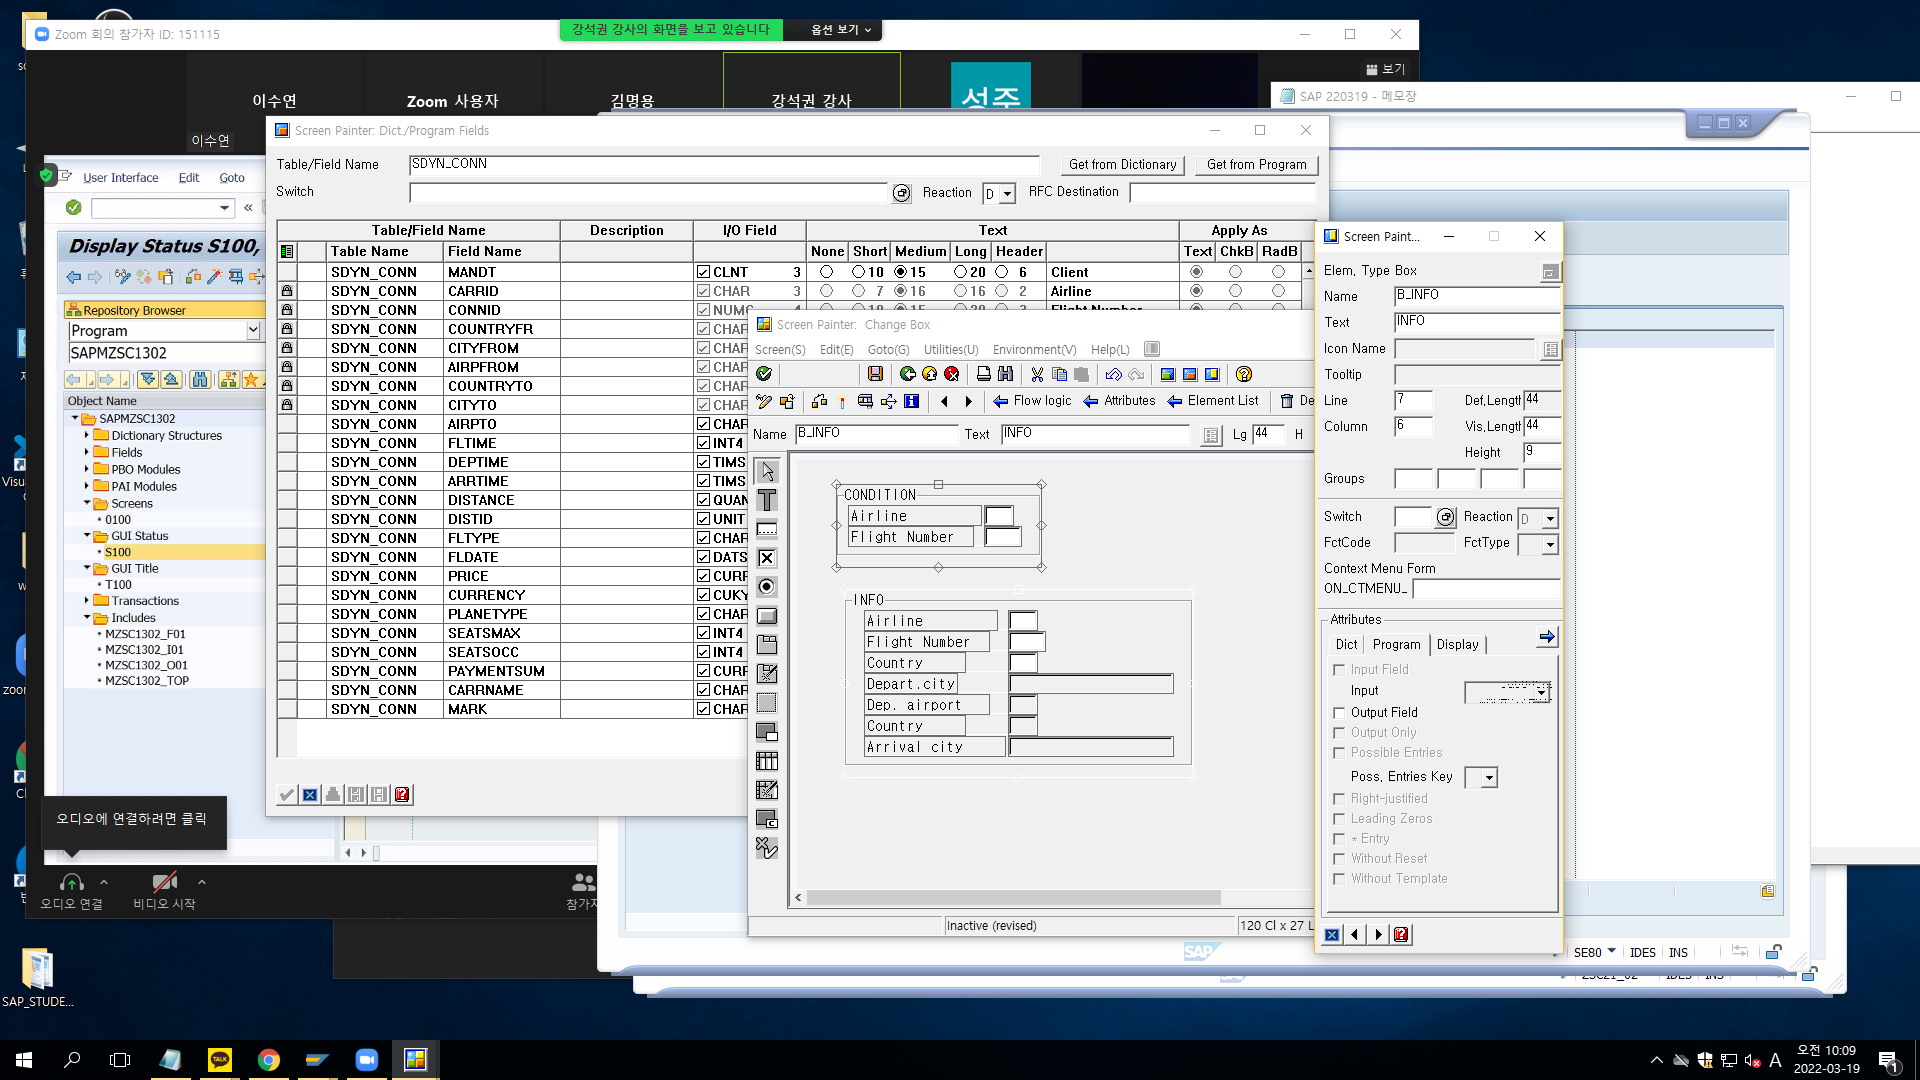 Zoom 회의 참가자 ID: 151115
강석권 강사의 화면을 보고 있습니다
옵션 보기
보기
이수연
Zoom 사용자
김명용
강석권 강사
성주
이수연
SAP 220319 - 메모장
Screen Painter: Dict./Program Fields
Table/Field Name SDYN_CONN Get from Dictionary Get from Program
Switch Reaction D RFC Destination
Table/Field Name Description I/O Field Text Apply As
Table Name Field Name None Short Medium Long Header Text ChkB RadB
SDYN_CONN MANDT CLNT 3 10 15 20 6 Client
SDYN_CONN CARRID CHAR 3 7 16 16 2 Airline
SDYN_CONN CONNID
SDYN_CONN COUNTRYFR CHAR
SDYN_CONN CITYFROM CHAR
SDYN_CONN AIRPFROM CHAR
SDYN_CONN COUNTRYTO CHAR
SDYN_CONN CITYTO CHAR
SDYN_CONN AIRPTO CHAR
SDYN_CONN FLTIME INT4
SDYN_CONN DEPTIME TIMS
SDYN_CONN ARRTIME TIMS
SDYN_CONN DISTANCE QUAN
SDYN_CONN DISTID UNIT
SDYN_CONN FLTYPE CHAR
SDYN_CONN FLDATE DATS
SDYN_CONN PRICE CURR
SDYN_CONN CURRENCY CUKY
SDYN_CONN PLANETYPE CHAR
SDYN_CONN SEATSMAX INT4
SDYN_CONN SEATSOCC INT4
SDYN_CONN PAYMENTSUM CURR
SDYN_CONN CARRNAME CHAR
SDYN_CONN MARK CHAR
User Interface Edit Goto
Display Status S100,
Repository Browser
Program
SAPMZSC1302
Object Name
SAPMZSC1302
Dictionary Structures
Fields
PBO Modules
PAI Modules
Screens
0100
GUI Status
S100
GUI Title
T100
Transactions
Includes
MZSC1302_F01
MZSC1302_I01
MZSC1302_O01
MZSC1302_TOP
Screen Painter: Change Box
Screen(S) Edit(E) Goto(G) Utilities(U) Environment(V) Help(L)
Flow logic Attributes Element List De
Name B_INFO Text INFO Lg 44 H
CONDITION
Airline
Flight Number
INFO
Airline
Flight Number
Country
Depart.city
Dep. airport
Country
Arrival city
Inactive (revised) 120 Cl x 27 L
Screen Paint...
Elem, Type Box
Name B_INFO
Text INFO
Icon Name
Tooltip
Line 7 Def,Length 44
Column 6 Vis,Length 44
Height 9
Groups
Switch Reaction D
FctCode FctType
Context Menu Form
ON_CTMENU_
Attributes
Dict Program Display
Input Field
Input
Output Field
Output Only
Possible Entries
Poss, Entries Key
Right-justified
Leading Zeros
* Entry
Without Reset
Without Template
오디오에 연결하려면 클릭
오디오 연결
비디오 시작
SAP
SE80 IDES INS
SAP_STUDE...
오전 10:09
2022-03-19
A
TALK
1